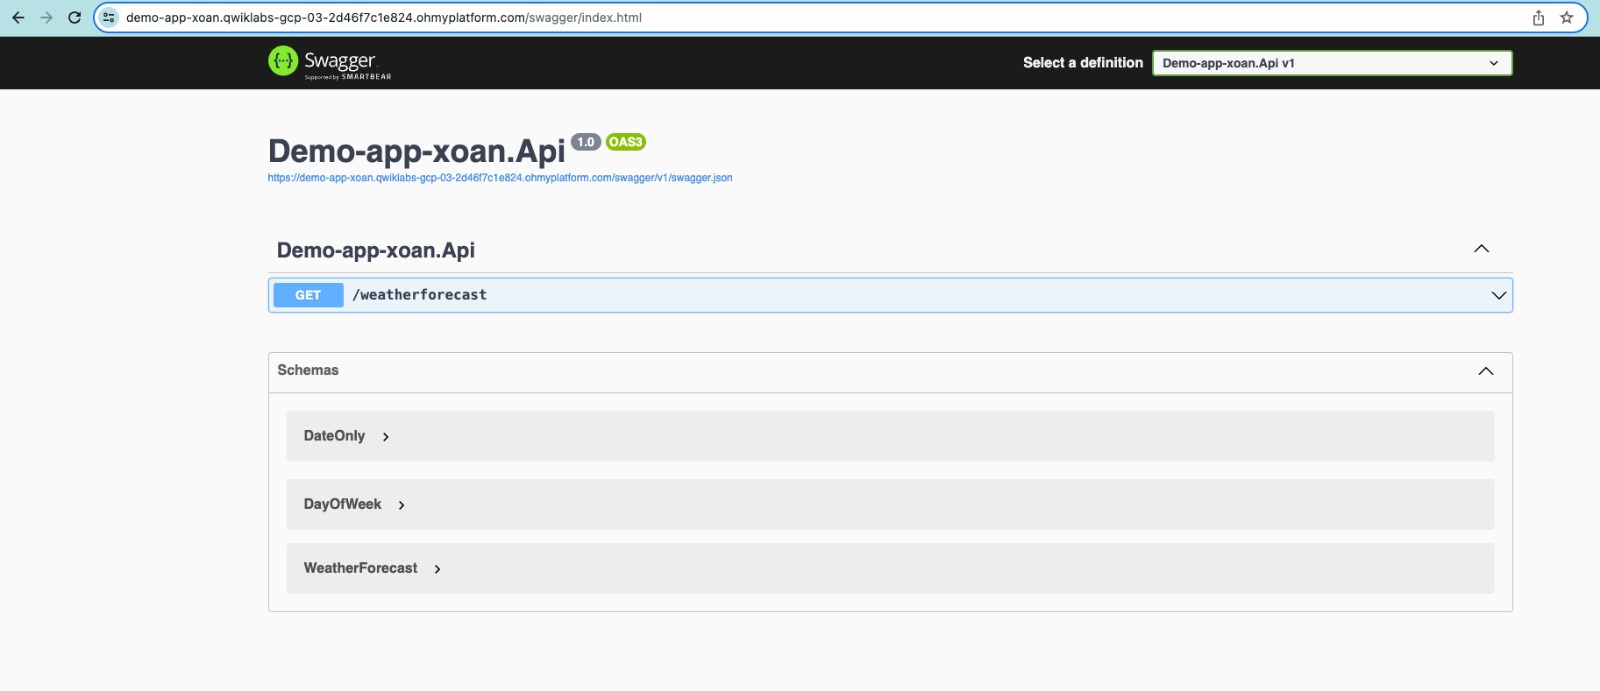 demo-app-xoan.qwiklabs-gcp-03-2d46f7c1e824.ohmyplatform.com/swagger/index.html
Swagger
Supported by SMARTBEAR
Select a definition
Demo-app-xoan.Api v1
Demo-app-xoan.Api 1.0 OAS3
https://demo-app-xoan.qwiklabs-gcp-03-2d46f7c1e824.ohmyplatform.com/swagger/v1/swagger.json
Demo-app-xoan.Api
GET /weatherforecast
Schemas
DateOnly
DayOfWeek
WeatherForecast